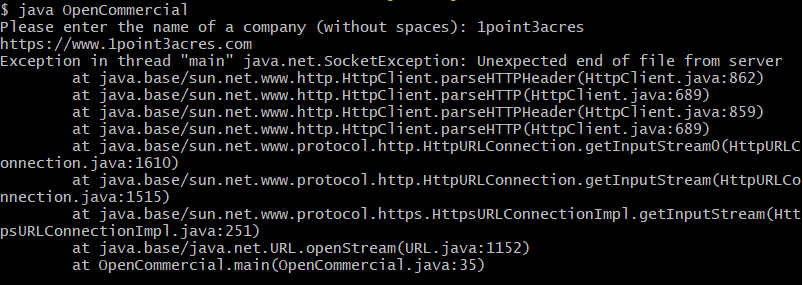 $ java OpenCommercial
Please enter the name of a company (without spaces): 1point3acres
https://www.1point3acres.com
Exception in thread "main" java.net.SocketException: Unexpected end of file from server
        at java.base/sun.net.www.http.HttpClient.parseHTTPHeader(HttpClient.java:862)
        at java.base/sun.net.www.http.HttpClient.parseHTTP(HttpClient.java:689)
        at java.base/sun.net.www.http.HttpClient.parseHTTPHeader(HttpClient.java:859)
        at java.base/sun.net.www.http.HttpClient.parseHTTP(HttpClient.java:689)
        at java.base/sun.net.www.protocol.http.HttpURLConnection.getInputStream0(HttpURLC
onnection.java:1610)
        at java.base/sun.net.www.protocol.http.HttpURLConnection.getInputStream(HttpURLCo
nnection.java:1515)
        at java.base/sun.net.www.protocol.https.HttpsURLConnectionImpl.getInputStream(Htt
psURLConnectionImpl.java:251)
        at java.base/java.net.URL.openStream(URL.java:1152)
        at OpenCommercial.main(OpenCommercial.java:35)